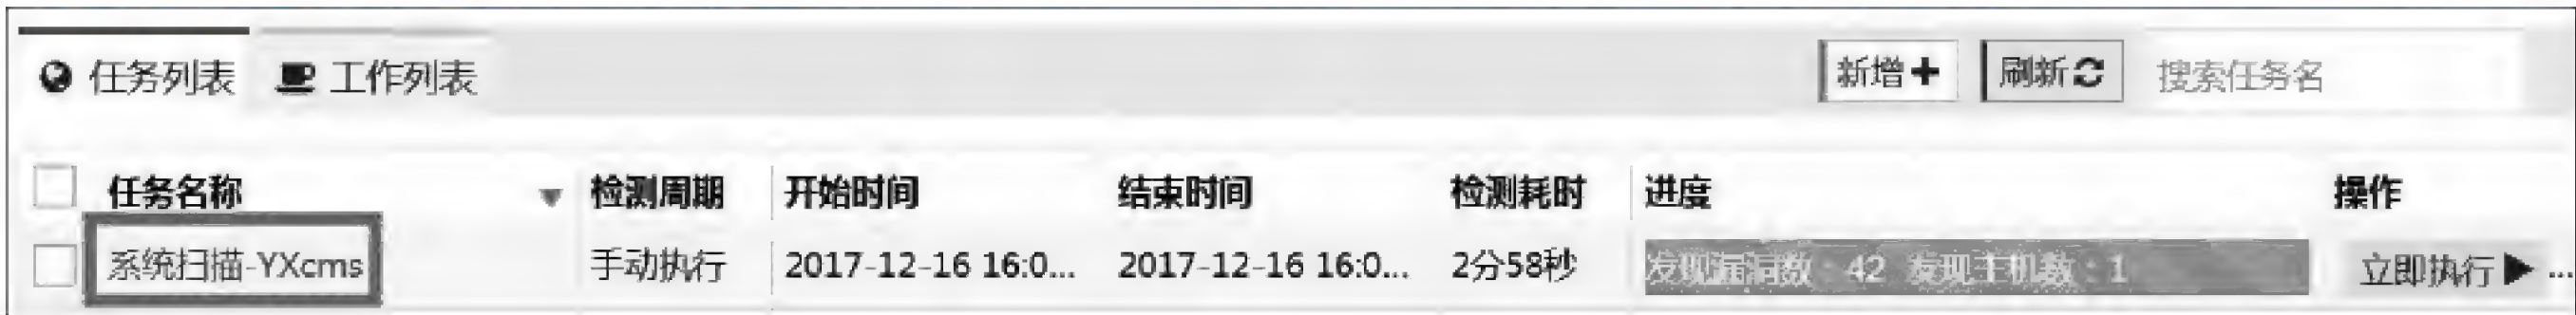 任务列表 工作列表 新增 刷新 搜索任务名
任务名称 检测周期 开始时间 结束时间 检测耗时 进度 操作
系统扫描-YXcms 手动执行 2017-12-16 16:0... 2017-12-16 16:0... 2分58秒 发现漏洞数：42 发现主机数：1 立即执行 ...